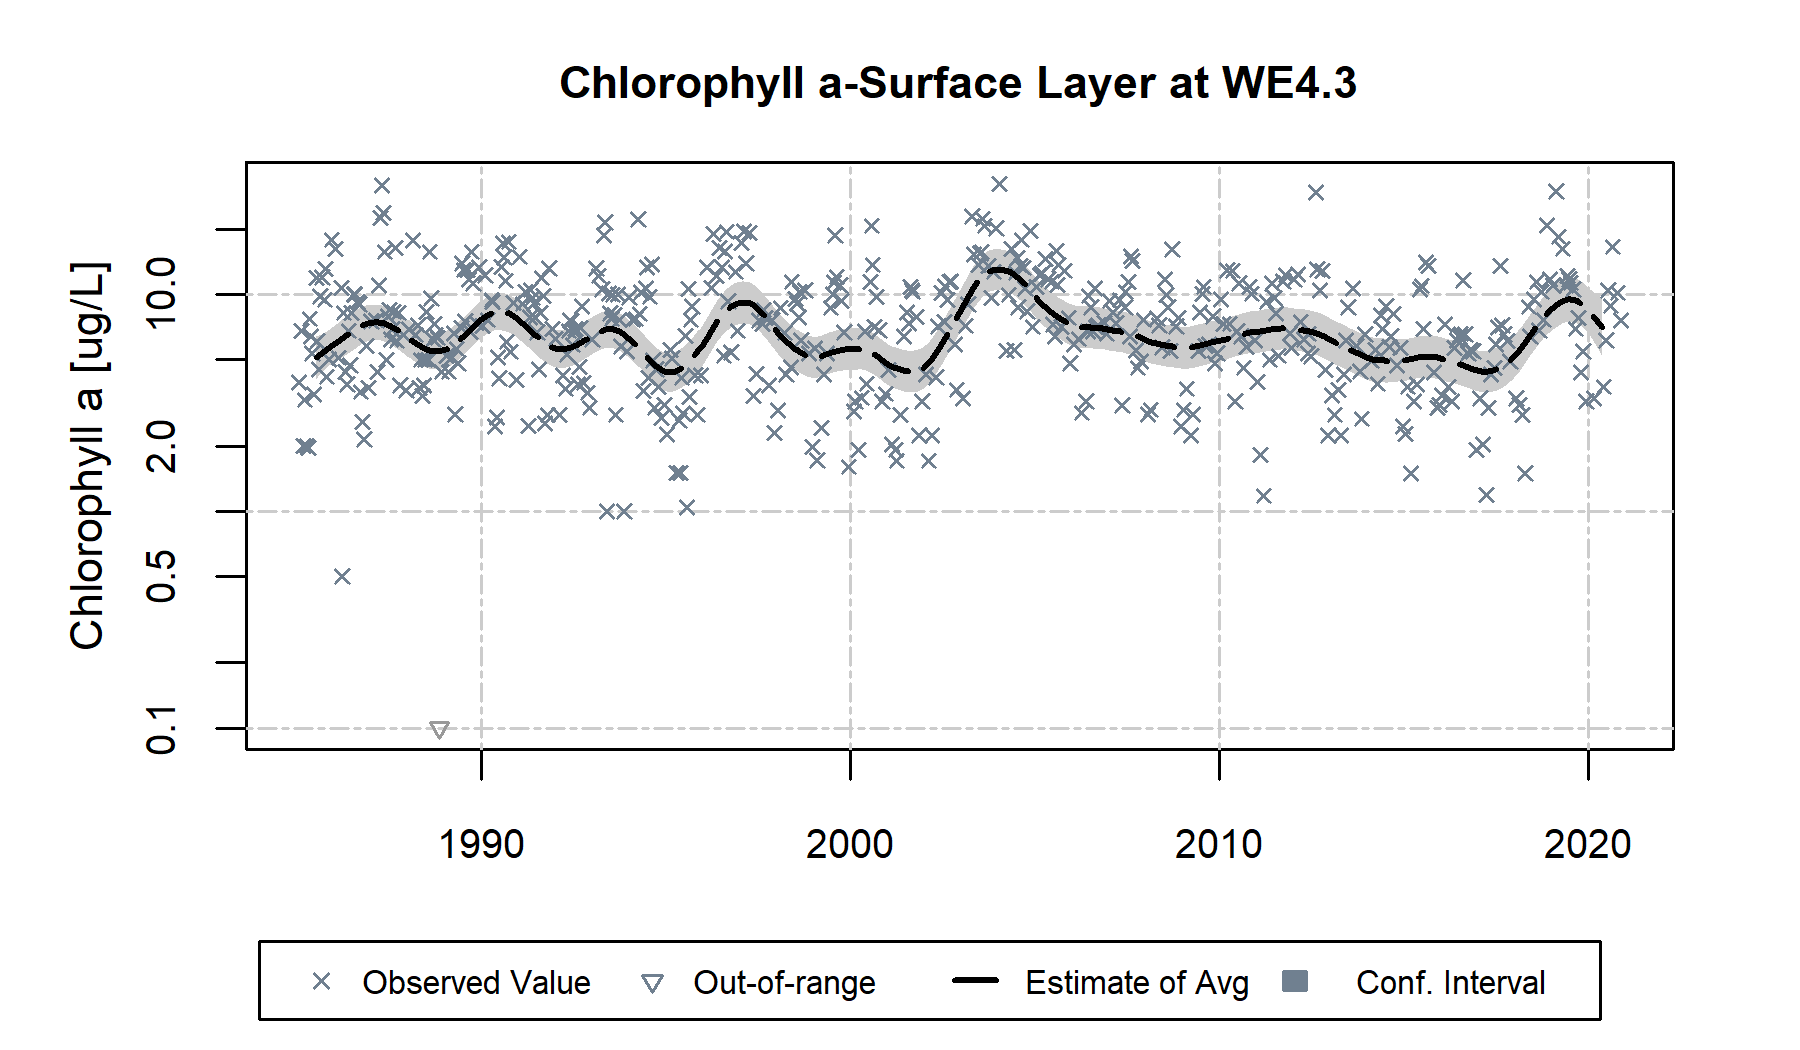 Chlorophyll a-Surface Layer at WE4.3
Chlorophyll a [ug/L]
10.0
2.0
0.5
0.1
1990 2000 2010 2020
Observed Value Out-of-range Estimate of Avg Conf. Interval